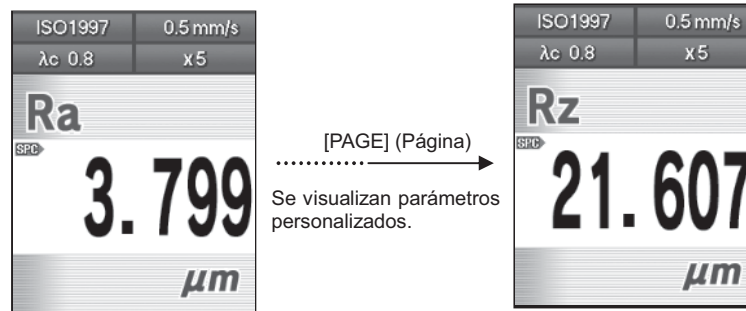 ISO1997 0.5 mm/s
λc 0.8 x5
Ra
SPC
3.799
µm
[PAGE] (Página)
Se visualizan parámetros
personalizados.
ISO1997 0.5 mm/s
λc 0.8 x5
Rz
SPC
21.607
µm